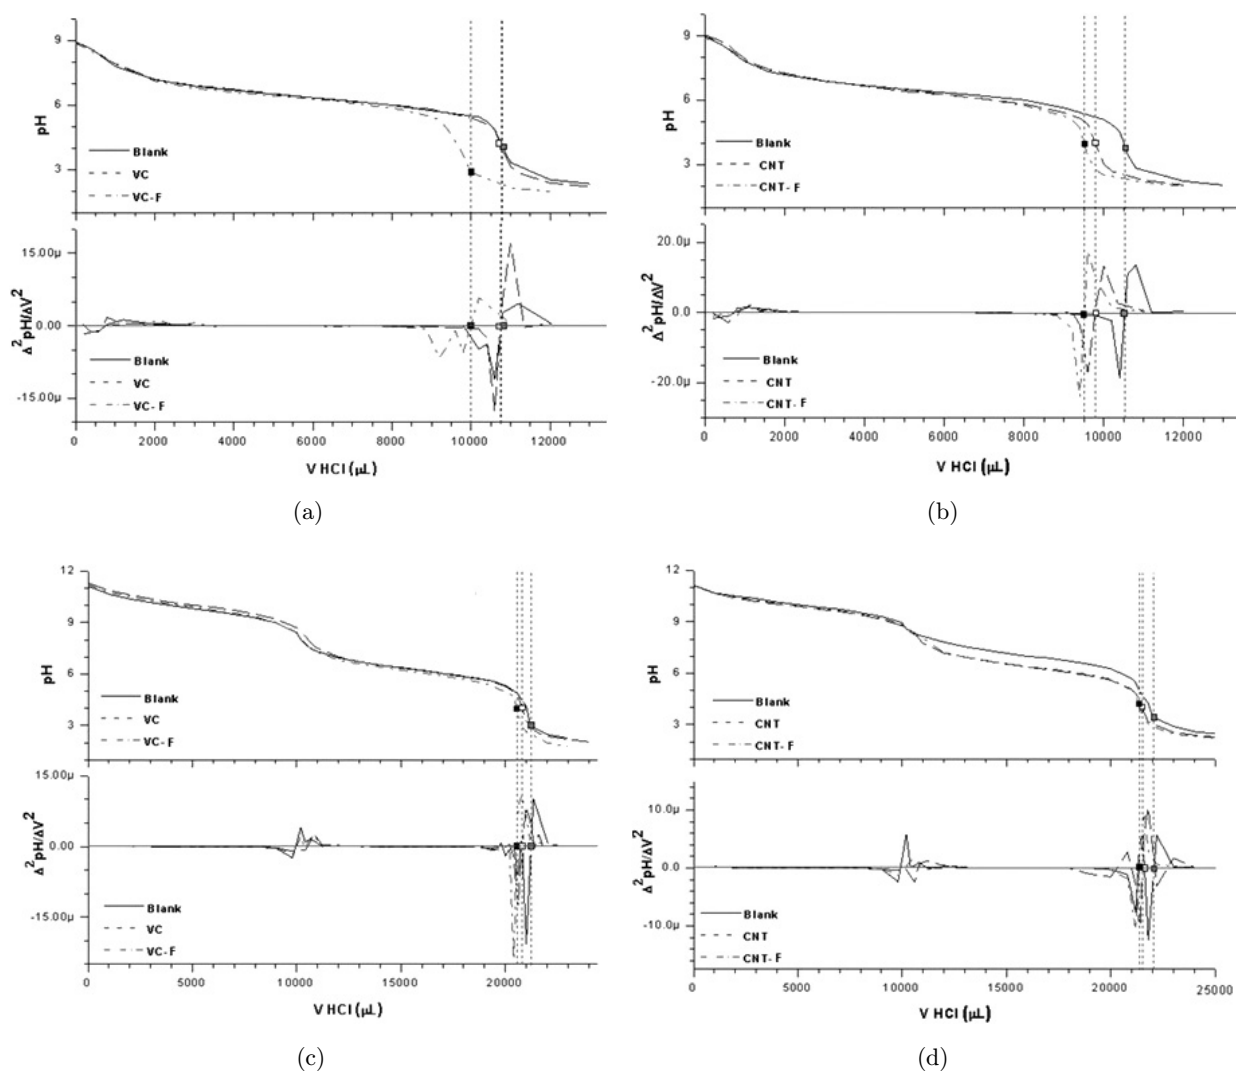 9
6
3
pH
Blank
VC
VC-F
15.00µ
0.00
-15.00µ
Δ²pH/ΔV²
Blank
VC
VC-F
0 2000 4000 6000 8000 10000 12000
V HCl (µL)
(a)
9
6
3
pH
Blank
CNT
CNT-F
20.0µ
0.0
-20.0µ
Δ²pH/ΔV²
Blank
CNT
CNT-F
0 2000 4000 6000 8000 10000 12000
V HCl (µL)
(b)
12
9
6
3
pH
Blank
VC
VC-F
15.00µ
0.00
-15.00µ
Δ²pH/ΔV²
Blank
VC
VC-F
0 5000 10000 15000 20000
V HCl (µL)
(c)
12
9
6
3
pH
Blank
CNT
CNT-F
10.0µ
0.0
-10.0µ
Δ²pH/ΔV²
Blank
CNT
CNT-F
0 5000 10000 15000 20000 25000
V HCl (µL)
(d)